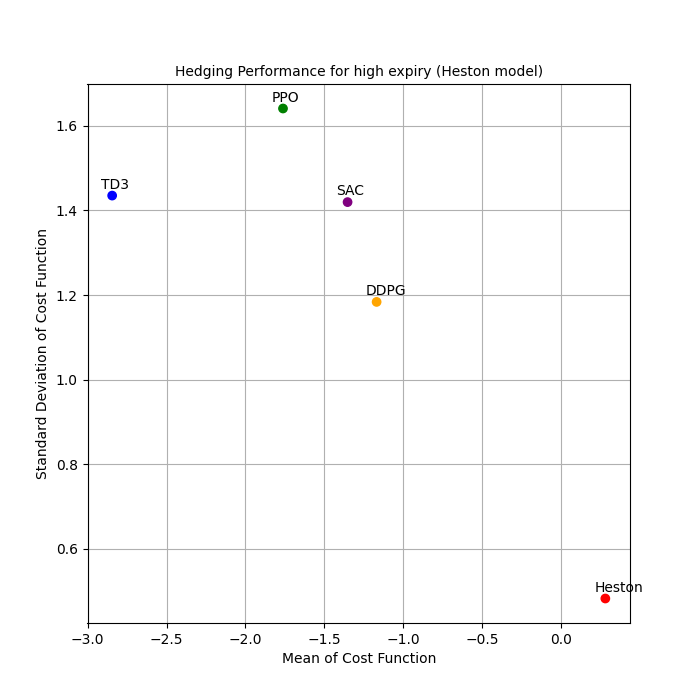 Hedging Performance for high expiry (Heston model)
PPO
TD3
SAC
DDPG
Heston
1.6
1.4
1.2
1.0
0.8
0.6
Standard Deviation of Cost Function
−3.0 −2.5 −2.0 −1.5 −1.0 −0.5 0.0
Mean of Cost Function